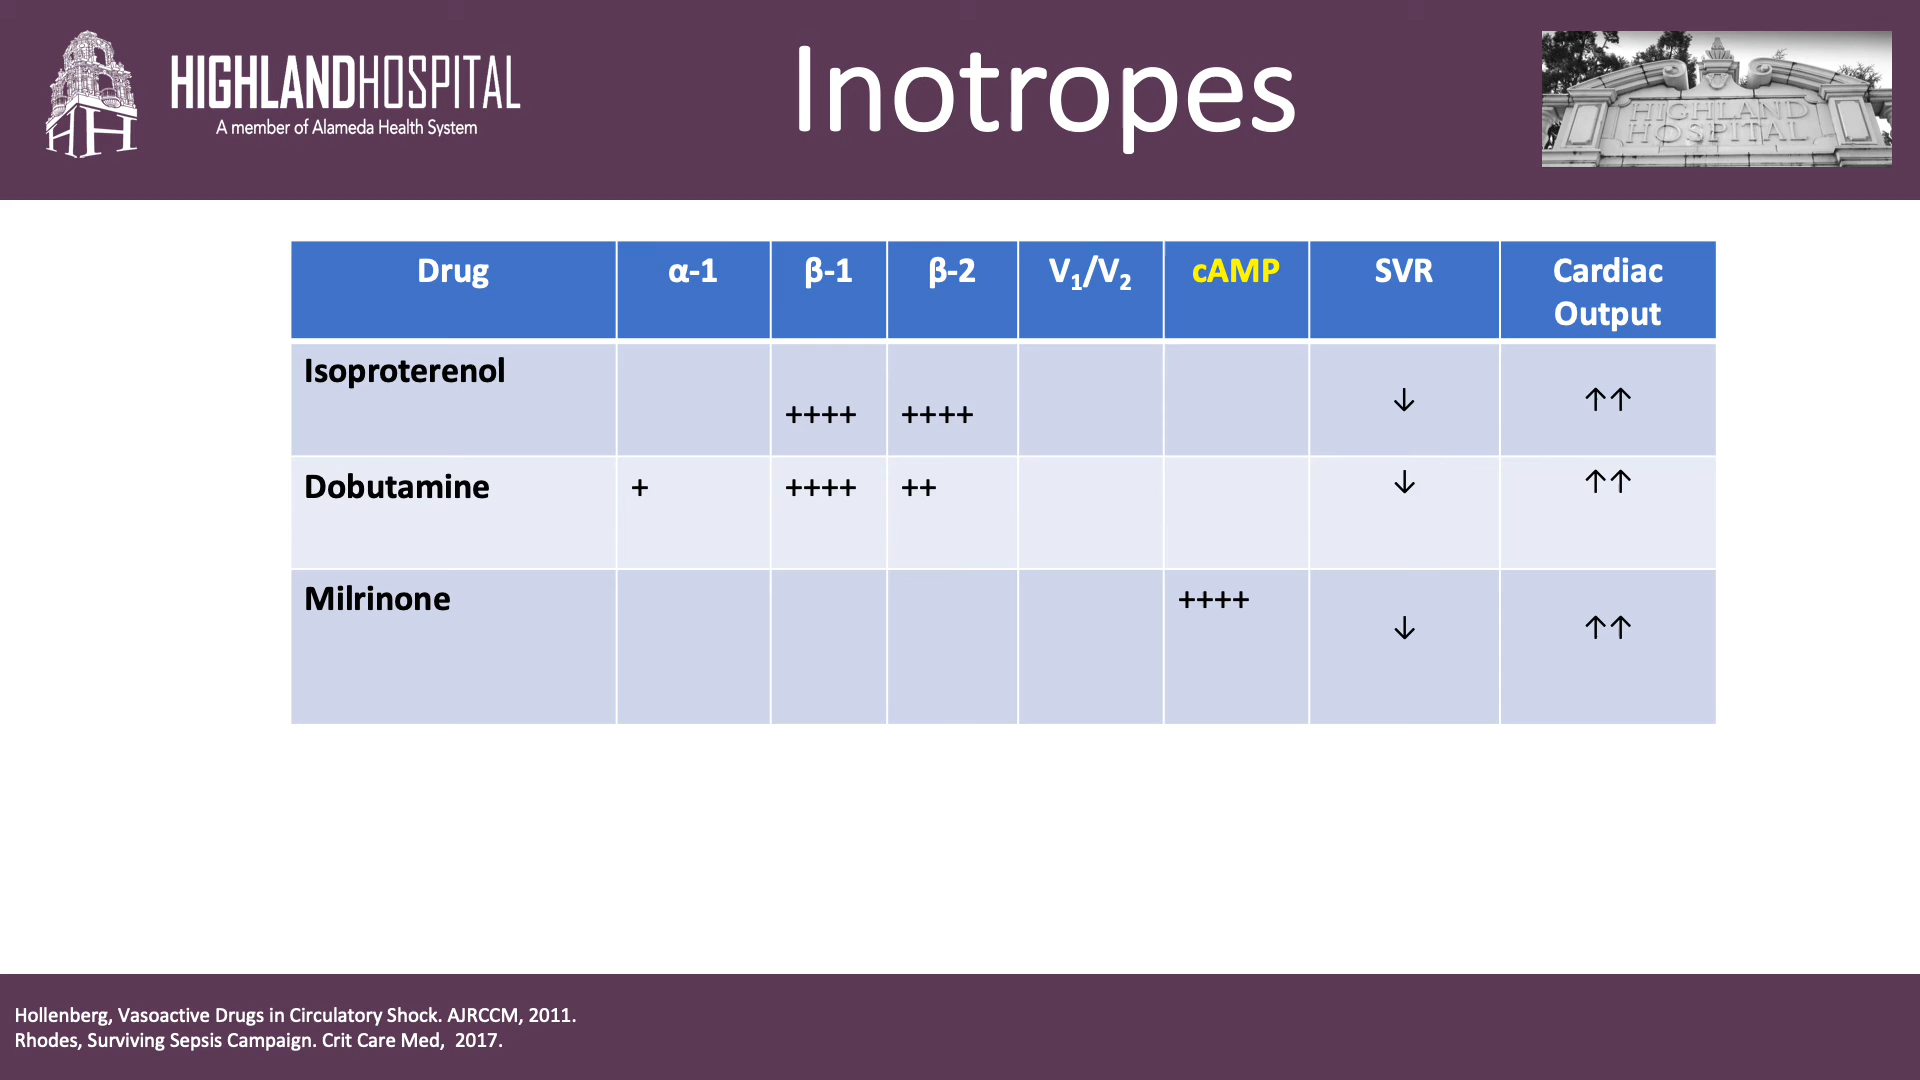 HIGHLANDHOSPITAL
A member of Alameda Health System
Inotropes
HIGHLAND
HOSPITAL
Drug α-1 β-1 β-2 V₁/V₂ cAMP SVR Cardiac
Output
Isoproterenol ++++ ++++ ↓ ↑↑
Dobutamine + ++++ ++ ↓ ↑↑
Milrinone ++++ ↓ ↑↑
Hollenberg, Vasoactive Drugs in Circulatory Shock. AJRCCM, 2011.
Rhodes, Surviving Sepsis Campaign. Crit Care Med, 2017.